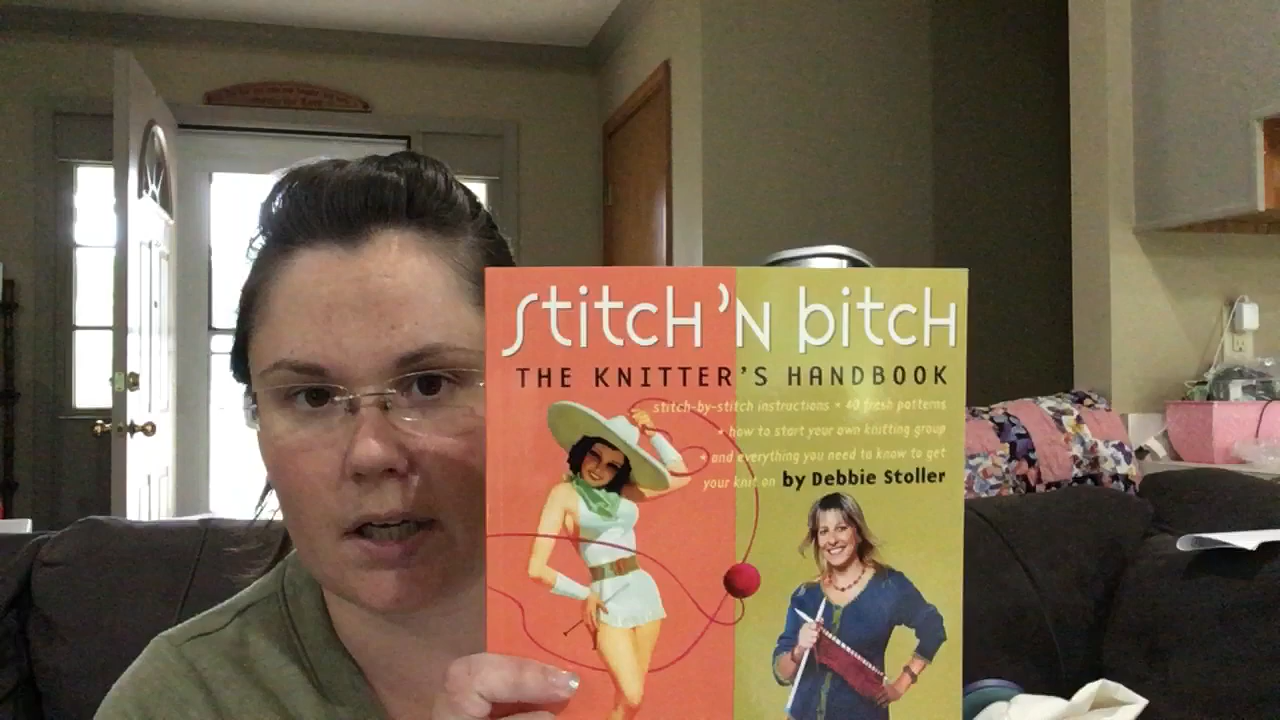 stitch 'N bitch
THE KNITTER'S HANDBOOK
stitch-by-stitch instructions • 40 fresh patterns
• how to start your own knitting group
• and everything you need to know to get
your knit on by Debbie Stoller